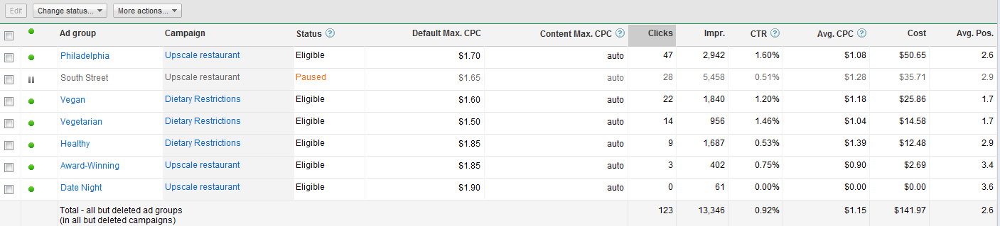 Edit Change status... More actions...
Ad group Campaign Status ? Default Max. CPC Content Max. CPC ? Clicks Impr. CTR ? Avg. CPC ? Cost Avg. Pos.
Philadelphia Upscale restaurant Eligible $1.70 auto 47 2,942 1.60% $1.08 $50.65 2.6
South Street Upscale restaurant Paused $1.65 auto 28 5,458 0.51% $1.28 $35.71 2.9
Vegan Dietary Restrictions Eligible $1.60 auto 22 1,840 1.20% $1.18 $25.86 1.7
Vegetarian Dietary Restrictions Eligible $1.50 auto 14 956 1.46% $1.04 $14.58 1.7
Healthy Dietary Restrictions Eligible $1.85 auto 9 1,687 0.53% $1.39 $12.48 2.9
Award-Winning Upscale restaurant Eligible $1.85 auto 3 402 0.75% $0.90 $2.69 3.4
Date Night Upscale restaurant Eligible $1.90 auto 0 61 0.00% $0.00 $0.00 3.6
Total - all but deleted ad groups 123 13,346 0.92% $1.15 $141.97 2.6
(in all but deleted campaigns)